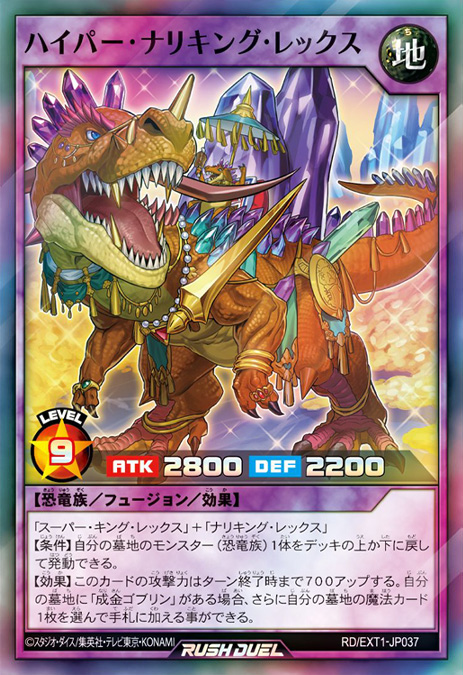 ハイパー・ナリキング・レックス
地
LEVEL
9
ATK 2800 DEF 2200
【恐竜族/フュージョン/効果】
「スーパー・キング・レックス」+「ナリキング・レックス」
【条件】自分の墓地のモンスター(恐竜族)1体をデッキの上か下に戻し
て発動できる。
【効果】このカードの攻撃力はターン終了時まで700アップする。自分
の墓地に「成金ゴブリン」がある場合、さらに自分の墓地の魔法カード
1枚を選んで手札に加える事ができる。
©スタジオ・ダイス/集英社・テレビ東京・KONAMI
RUSH DUEL
RD/EXT1-JP037